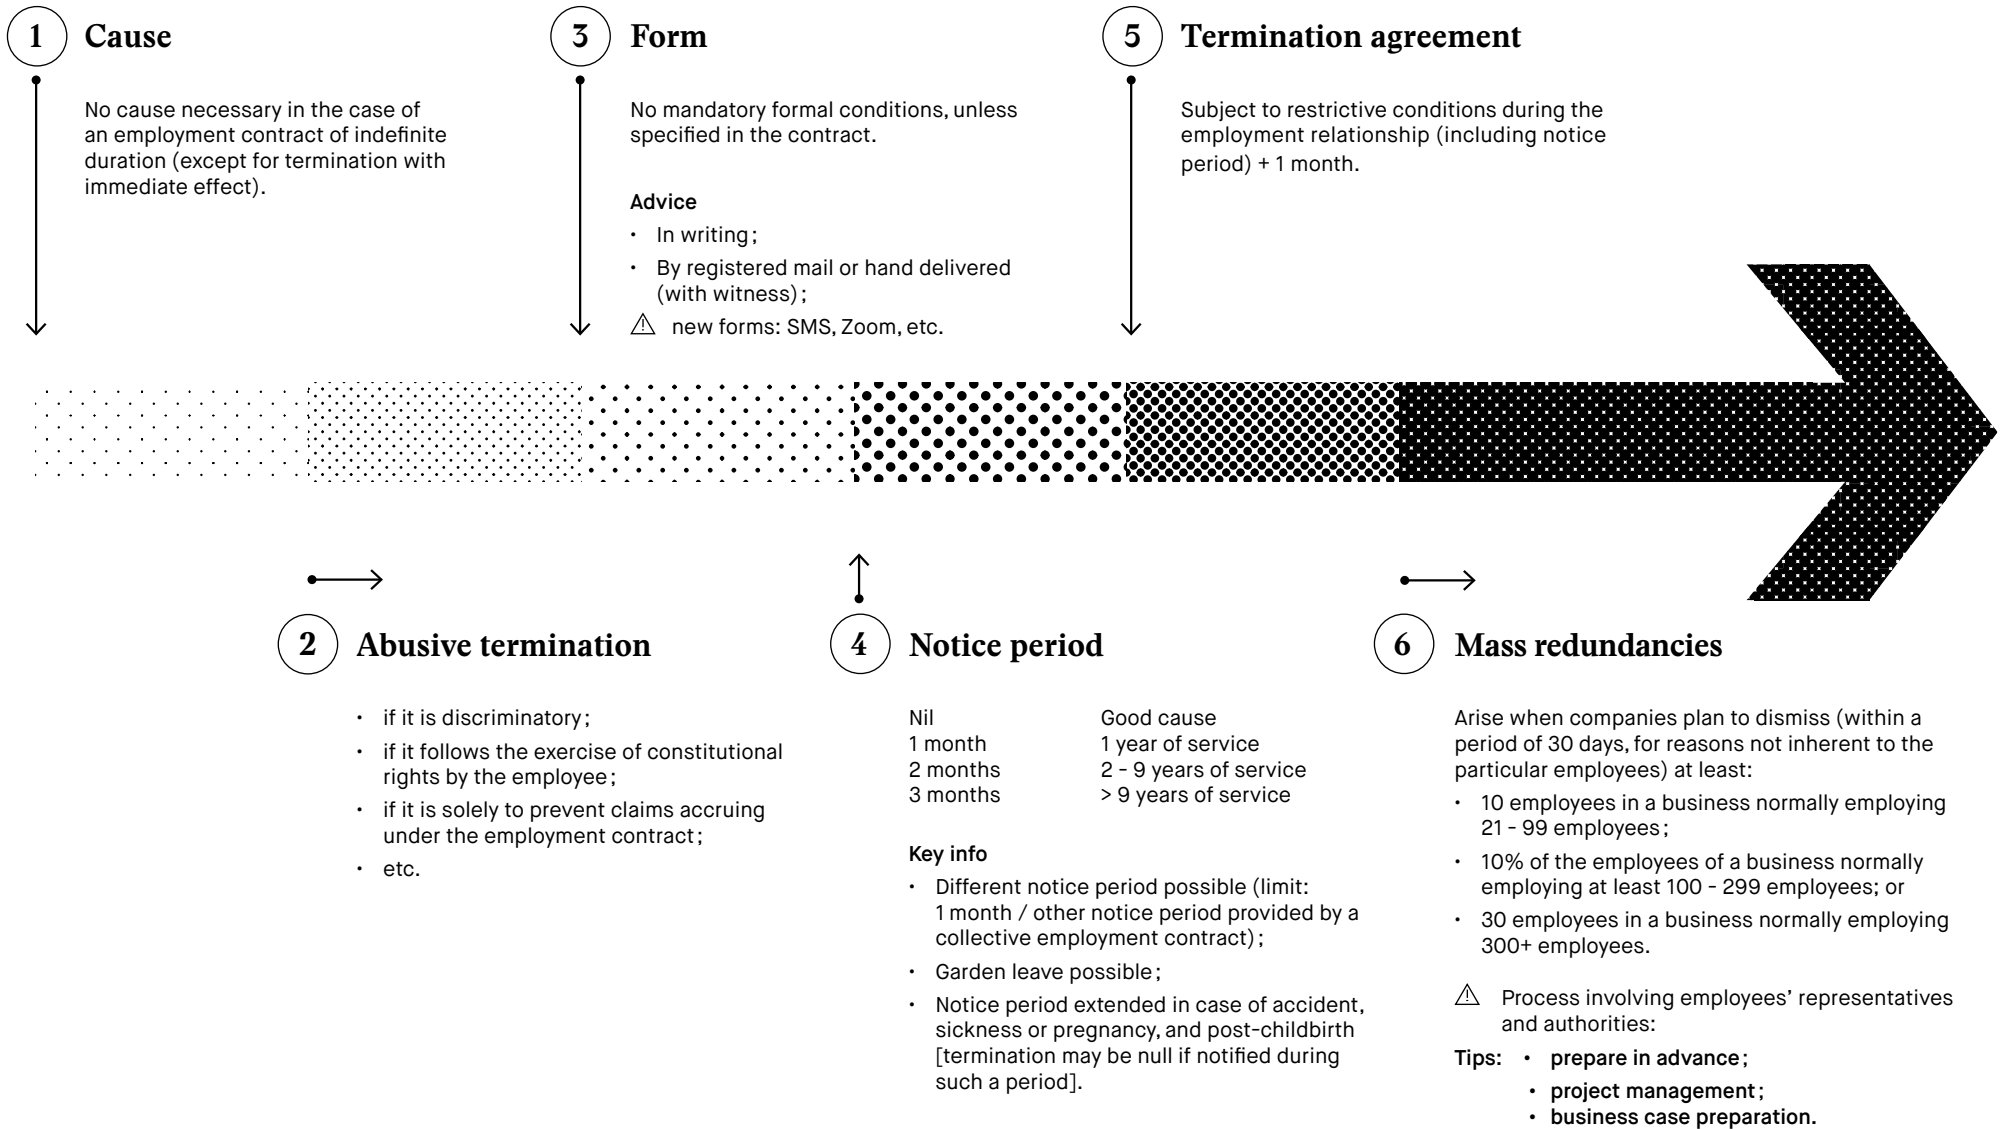 1 Cause
No cause necessary in the case of
an employment contract of indefinite
duration (except for termination with
immediate effect).
2 Abusive termination
• if it is discriminatory;
• if it follows the exercise of constitutional
rights by the employee;
• if it is solely to prevent claims accruing
under the employment contract;
• etc.
3 Form
No mandatory formal conditions, unless
specified in the contract.
Advice
• In writing;
• By registered mail or hand delivered
(with witness);
⚠ new forms: SMS, Zoom, etc.
4 Notice period
Nil Good cause
1 month 1 year of service
2 months 2 - 9 years of service
3 months > 9 years of service
Key info
• Different notice period possible (limit:
1 month / other notice period provided by a
collective employment contract);
• Garden leave possible;
• Notice period extended in case of accident,
sickness or pregnancy, and post-childbirth
[termination may be null if notified during
such a period].
5 Termination agreement
Subject to restrictive conditions during the
employment relationship (including notice
period) + 1 month.
6 Mass redundancies
Arise when companies plan to dismiss (within a
period of 30 days, for reasons not inherent to the
particular employees) at least:
• 10 employees in a business normally employing
21 - 99 employees;
• 10% of the employees of a business normally
employing at least 100 - 299 employees; or
• 30 employees in a business normally employing
300+ employees.
⚠ Process involving employees' representatives
and authorities:
Tips: • prepare in advance;
• project management;
• business case preparation.